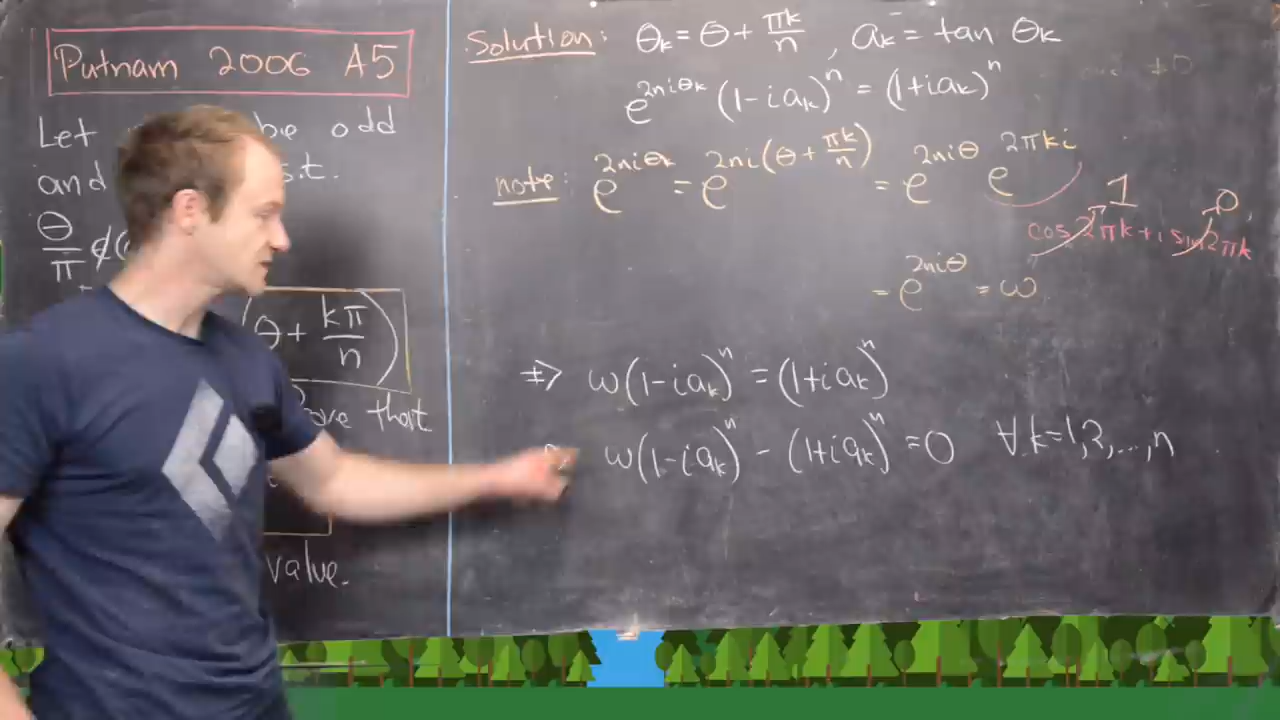 Putnam 2006 A5
Let be odd
and s.t.
θ/π ∉
(θ + kπ/n)
that
value.
Solution: θₖ = θ + πk/n , aₖ = tan θₖ
e^{2niθₖ} (1-iaₖ)ⁿ = (1+iaₖ)ⁿ
note: e^{2niθₖ} = e^{2ni(θ + πk/n)} = e^{2niθ} e^{2πki}
1 0
cos 2πk + i sin 2πk
= e^{2niθ} = ω
⇒ ω(1-iaₖ)ⁿ = (1+iaₖ)ⁿ
ω(1-iaₖ)ⁿ - (1+iaₖ)ⁿ = 0 ∀ k=1,2,...,n